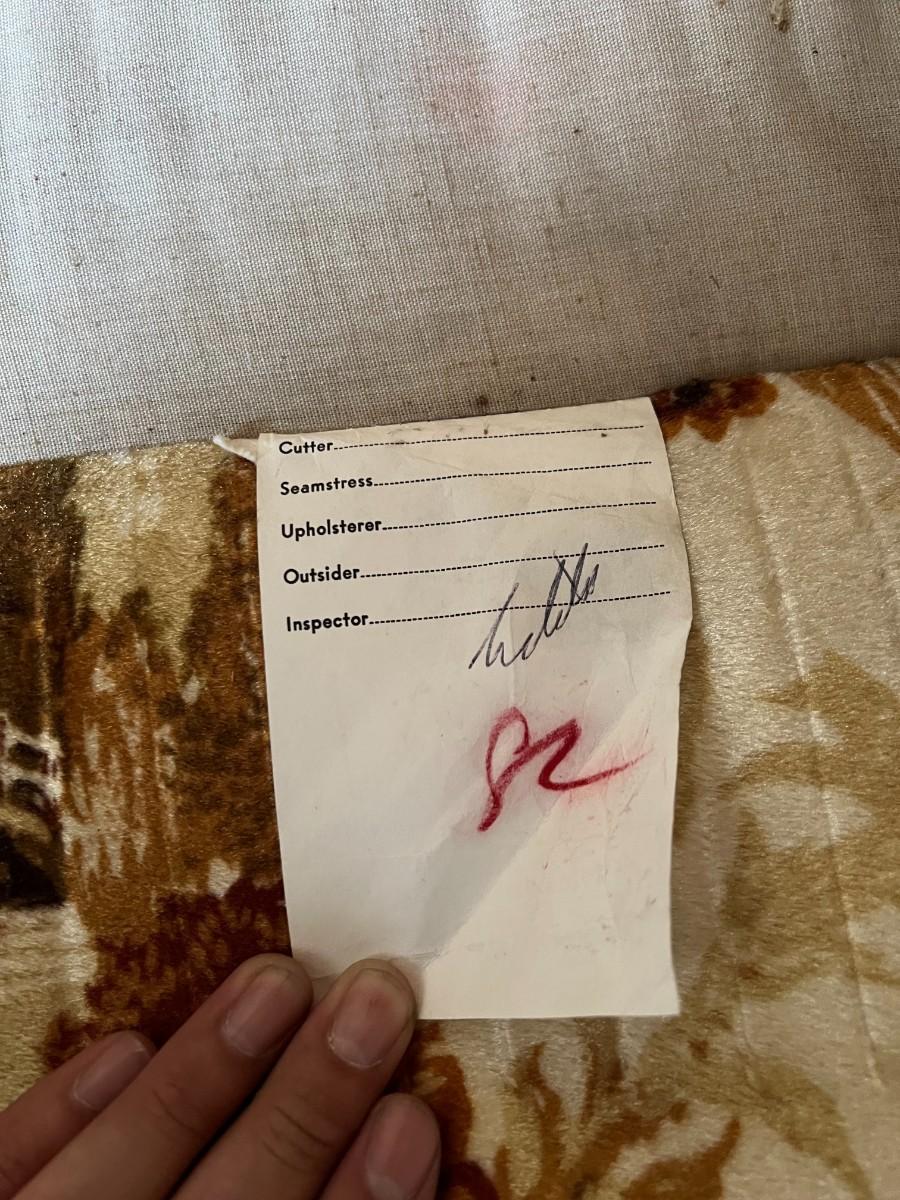 Cutter
Seamstress
Upholsterer
Outsider
Inspector